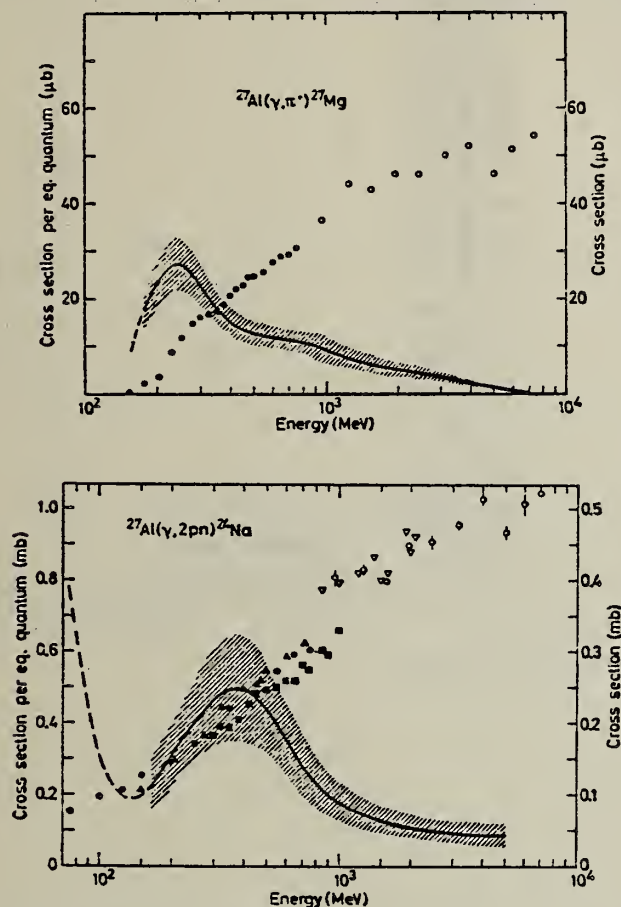 Cross section per eq. quantum (μb)
60
40
20
²⁷Al(γ,π⁺)²⁷Mg
60
40
20
Cross section (μb)
10² 10³ 10⁴
Energy (MeV)
Cross section per eq. quantum (mb)
1.0
0.8
0.6
0.4
0.2
0
²⁷Al(γ,2pn)²⁴Na
0.5
0.4
0.3
0.2
0.1
0
Cross section (mb)
10² 10³ 10⁴
Energy (MeV)